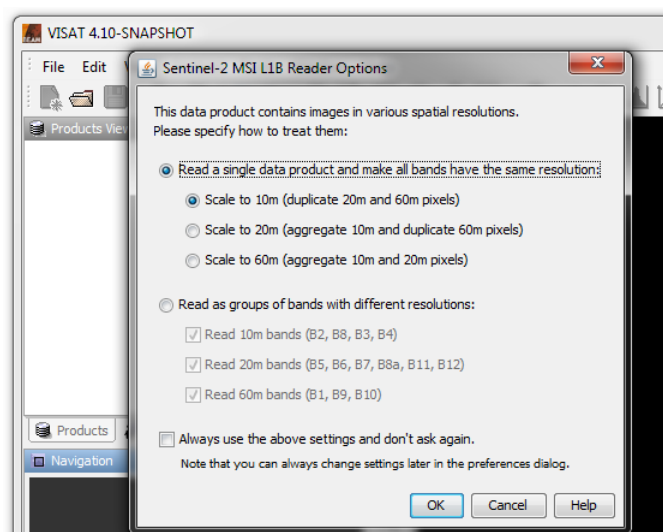 VISAT 4.10-SNAPSHOT
File Edit
Products View
Sentinel-2 MSI L1B Reader Options
This data product contains images in various spatial resolutions.
Please specify how to treat them:
Read a single data product and make all bands have the same resolution:
Scale to 10m (duplicate 20m and 60m pixels)
Scale to 20m (aggregate 10m and duplicate 60m pixels)
Scale to 60m (aggregate 10m and 20m pixels)
Read as groups of bands with different resolutions:
Read 10m bands (B2, B8, B3, B4)
Read 20m bands (B5, B6, B7, B8a, B11, B12)
Read 60m bands (B1, B9, B10)
Always use the above settings and don't ask again.
Note that you can always change settings later in the preferences dialog.
Products
Navigation
OK Cancel Help